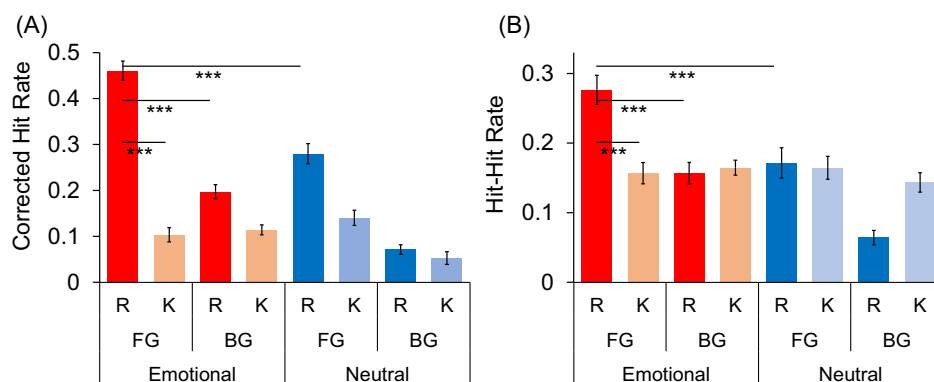 (A)
Corrected Hit Rate
0.5
0.4
0.3
0.2
0.1
0
***
***
***
R K R K R K R K
FG BG FG BG
Emotional Neutral
(B)
Hit-Hit Rate
0.3
0.2
0.1
0
***
***
***
R K R K R K R K
FG BG FG BG
Emotional Neutral